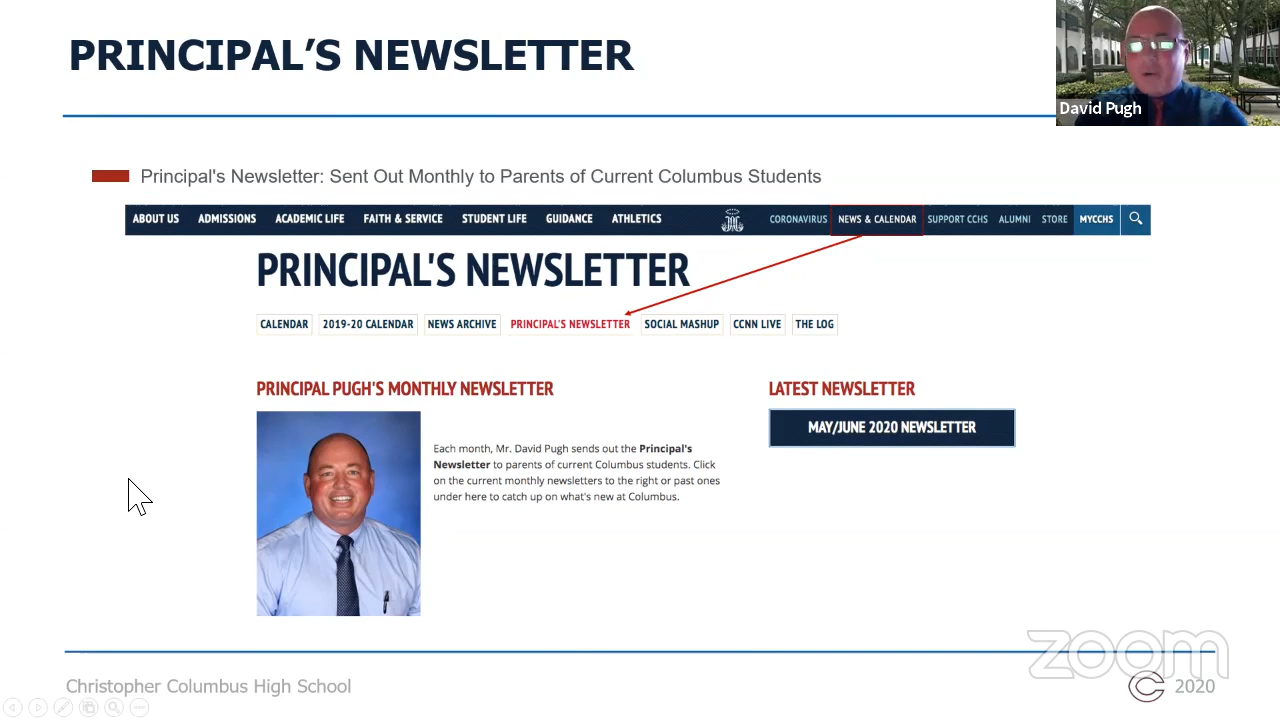 PRINCIPAL’S NEWSLETTER
David Pugh
Principal's Newsletter: Sent Out Monthly to Parents of Current Columbus Students
ABOUT US ADMISSIONS ACADEMIC LIFE FAITH & SERVICE STUDENT LIFE GUIDANCE ATHLETICS CORONAVIRUS NEWS & CALENDAR SUPPORT CCHS ALUMNI STORE MYCCHS
PRINCIPAL'S NEWSLETTER
CALENDAR 2019-20 CALENDAR NEWS ARCHIVE PRINCIPAL'S NEWSLETTER SOCIAL MASHUP CCNN LIVE THE LOG
PRINCIPAL PUGH'S MONTHLY NEWSLETTER
Each month, Mr. David Pugh sends out the Principal's
Newsletter to parents of current Columbus students. Click
on the current monthly newsletters to the right or past ones
under here to catch up on what's new at Columbus.
LATEST NEWSLETTER
MAY/JUNE 2020 NEWSLETTER
zoom
Christopher Columbus High School
C 2020